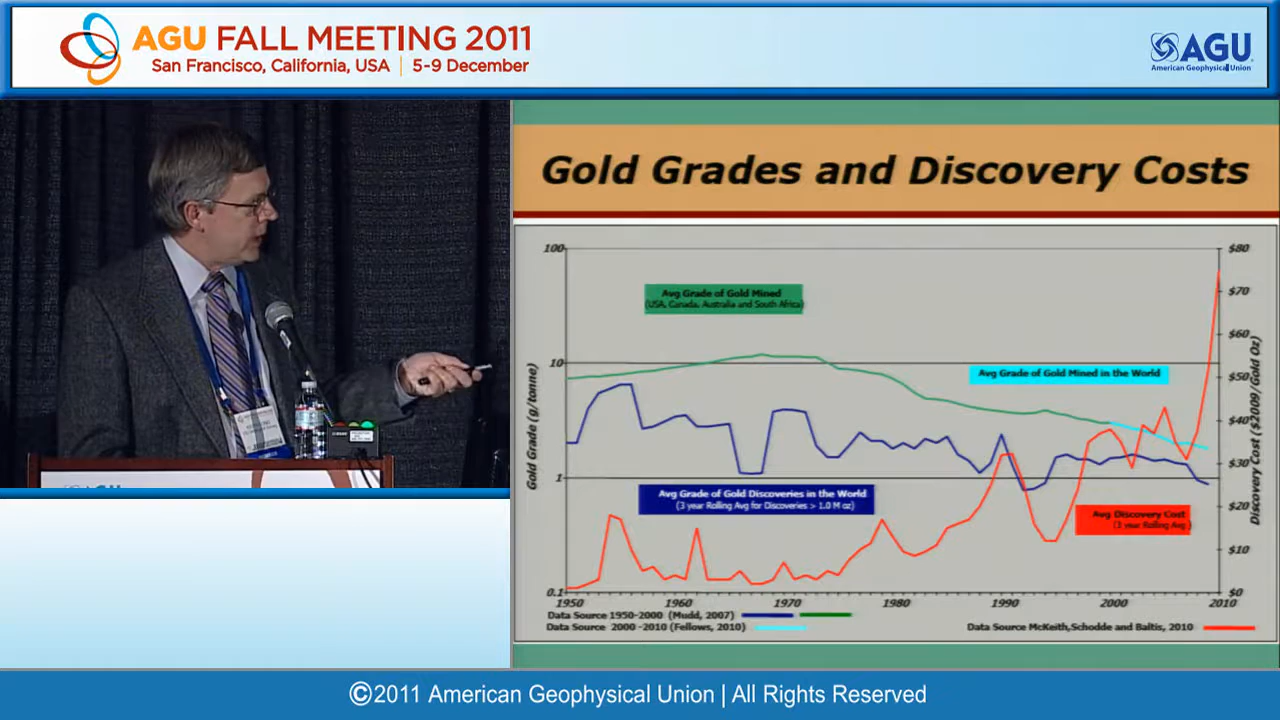 AGU FALL MEETING 2011
San Francisco, California, USA | 5-9 December
AGU
American Geophysical Union
Gold Grades and Discovery Costs
100
10
1
0.1
Gold Grade (g/tonne)
$80
$70
$60
$50
$40
$30
$20
$10
$0
Discovery Cost ($2009/Gold Oz)
Avg Grade of Gold Mined
(USA, Canada, Australia and South Africa)
Avg Grade of Gold Mined in the World
Avg Grade of Gold Discoveries in the World
(3 year Rolling Avg for Discoveries > 1.0 M oz)
Avg Discovery Cost
(3 year Rolling Avg)
1950 1960 1970 1980 1990 2000 2010
Data Source 1950-2000 (Mudd, 2007)
Data Source 2000-2010 (Fellows, 2010)
Data Source McKeith,Schodde and Baltis, 2010
AGU
©2011 American Geophysical Union | All Rights Reserved